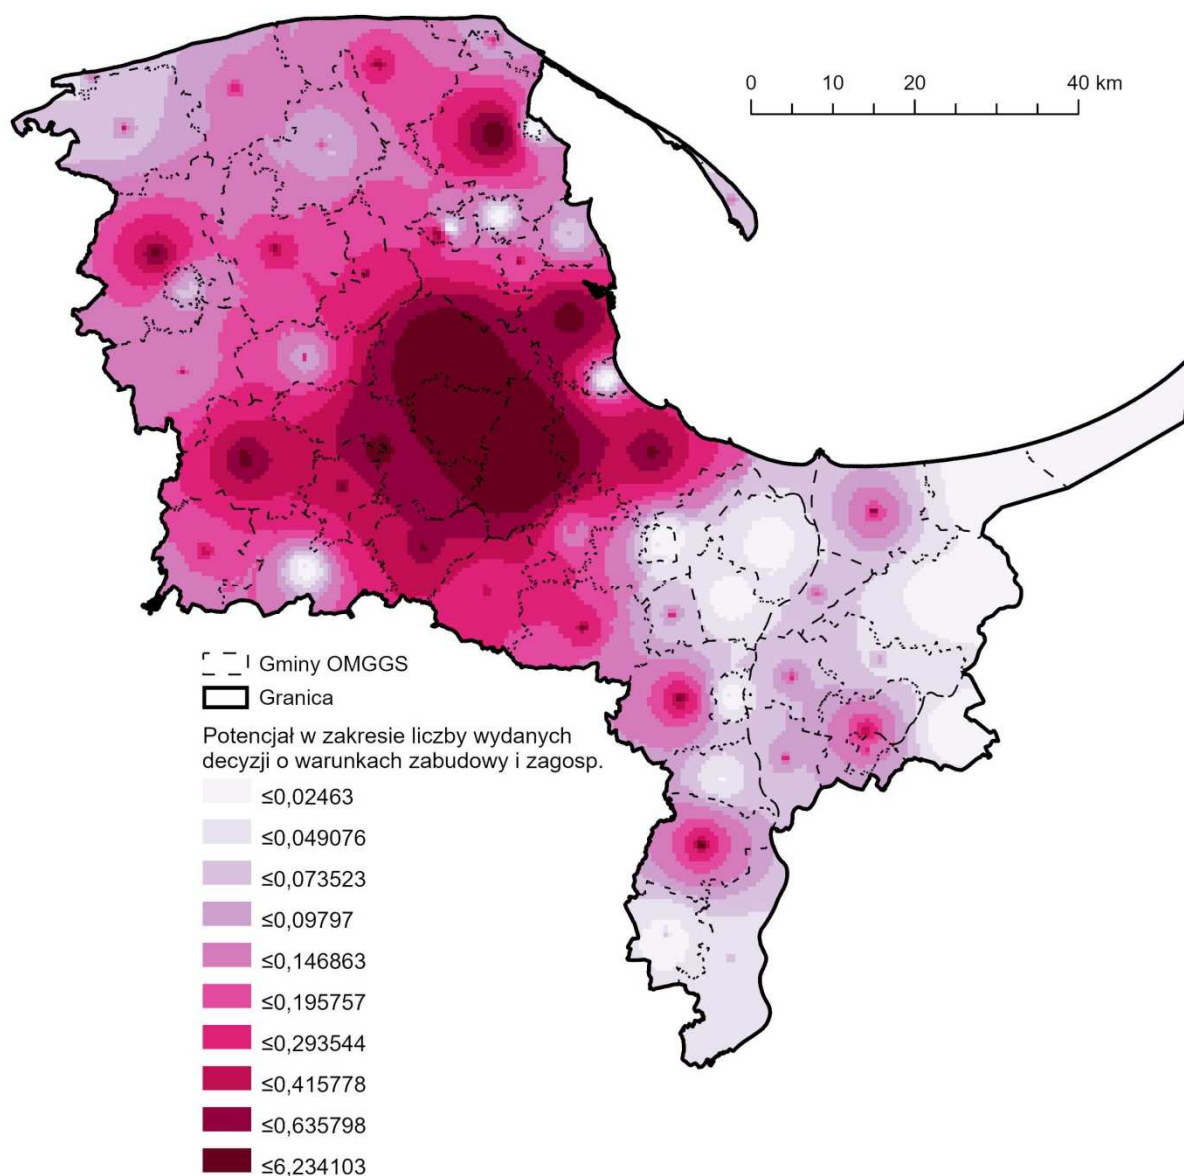 0 10 20 40 km
Gminy OMGGS
Granica
Potencjał w zakresie liczby wydanych
decyzji o warunkach zabudowy i zagosp.
≤0,02463
≤0,049076
≤0,073523
≤0,09797
≤0,146863
≤0,195757
≤0,293544
≤0,415778
≤0,635798
≤6,234103